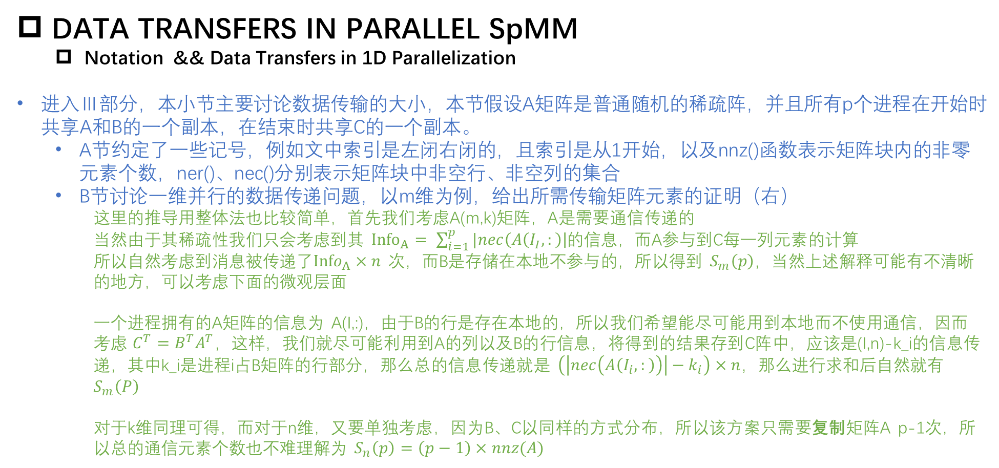 DATA TRANSFERS IN PARALLEL SpMM
Notation && Data Transfers in 1D Parallelization
• 进入Ⅲ部分，本小节主要讨论数据传输的大小，本节假设A矩阵是普通随机的稀疏阵，并且所有p个进程在开始时
共享A和B的一个副本，在结束时共享C的一个副本。
• A节约定了一些记号，例如文中索引是左闭右闭的，且索引是从1开始，以及nnz()函数表示矩阵块内的非零
元素个数，ner()、nec()分别表示矩阵块中非空行、非空列的集合
• B节讨论一维并行的数据传递问题，以m维为例，给出所需传输矩阵元素的证明（右）
这里的推导用整体法也比较简单，首先我们考虑A(m,k)矩阵，A是需要通信传递的
当然由于其稀疏性我们只会考虑到其 Info_A = ∑_{i=1}^{p} |nec(A(I_I,:)|的信息，而A参与到C每一列元素的计算
所以自然考虑到消息被传递了Info_A × n 次，而B是存储在本地不参与的，所以得到 S_m(p)，当然上述解释可能有不清晰
的地方，可以考虑下面的微观层面
一个进程拥有的A矩阵的信息为 A(I,:)，由于B的行是存在本地的，所以我们希望能尽可能用到本地而不使用通信，因而
考虑 C^T = B^T A^T，这样，我们就尽可能利用到A的列以及B的行信息，将得到的结果存到C阵中，应该是(I,n)-k_i的信息传
递，其中k_i是进程i占B矩阵的行部分，那么总的信息传递就是 (|nec(A(I_i,:))| − k_i) × n，那么进行求和后自然就有
S_m(P)
对于k维同理可得，而对于n维，又要单独考虑，因为B、C以同样的方式分布，所以该方案只需要复制矩阵A p-1次，所
以总的通信元素个数也不难理解为 S_n(p) = (p − 1) × nnz(A)